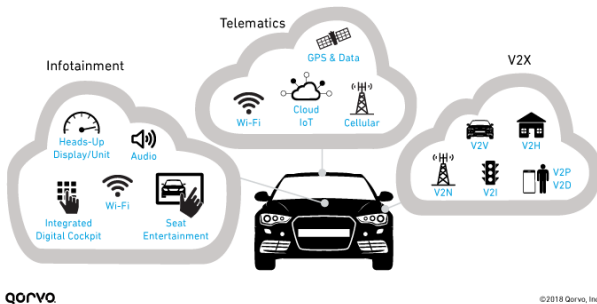 Telematics
GPS & Data
Wi-Fi
Cloud
IoT
Cellular
Infotainment
Heads-Up
Display/Unit
Audio
Wi-Fi
Integrated
Digital Cockpit
Seat
Entertainment
V2X
V2V
V2H
V2N
V2I
V2P
V2D
QORVO
©2018 Qorvo, Inc